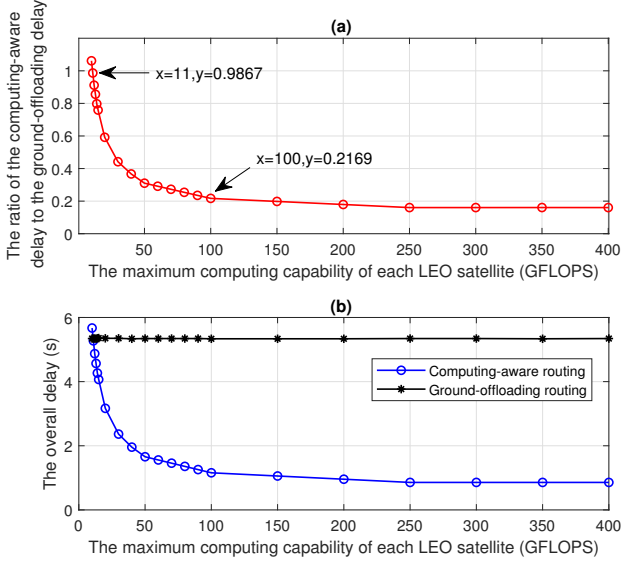 (a)
The ratio of the computing-aware
delay to the ground-offloading delay
1
0.8
0.6
0.4
0.2
0
x=11,y=0.9867
x=100,y=0.2169
50 100 150 200 250 300 350 400
The maximum computing capability of each LEO satellite (GFLOPS)
(b)
The overall delay (s)
6
4
2
0
Computing-aware routing
Ground-offloading routing
0 50 100 150 200 250 300 350 400
The maximum computing capability of each LEO satellite (GFLOPS)